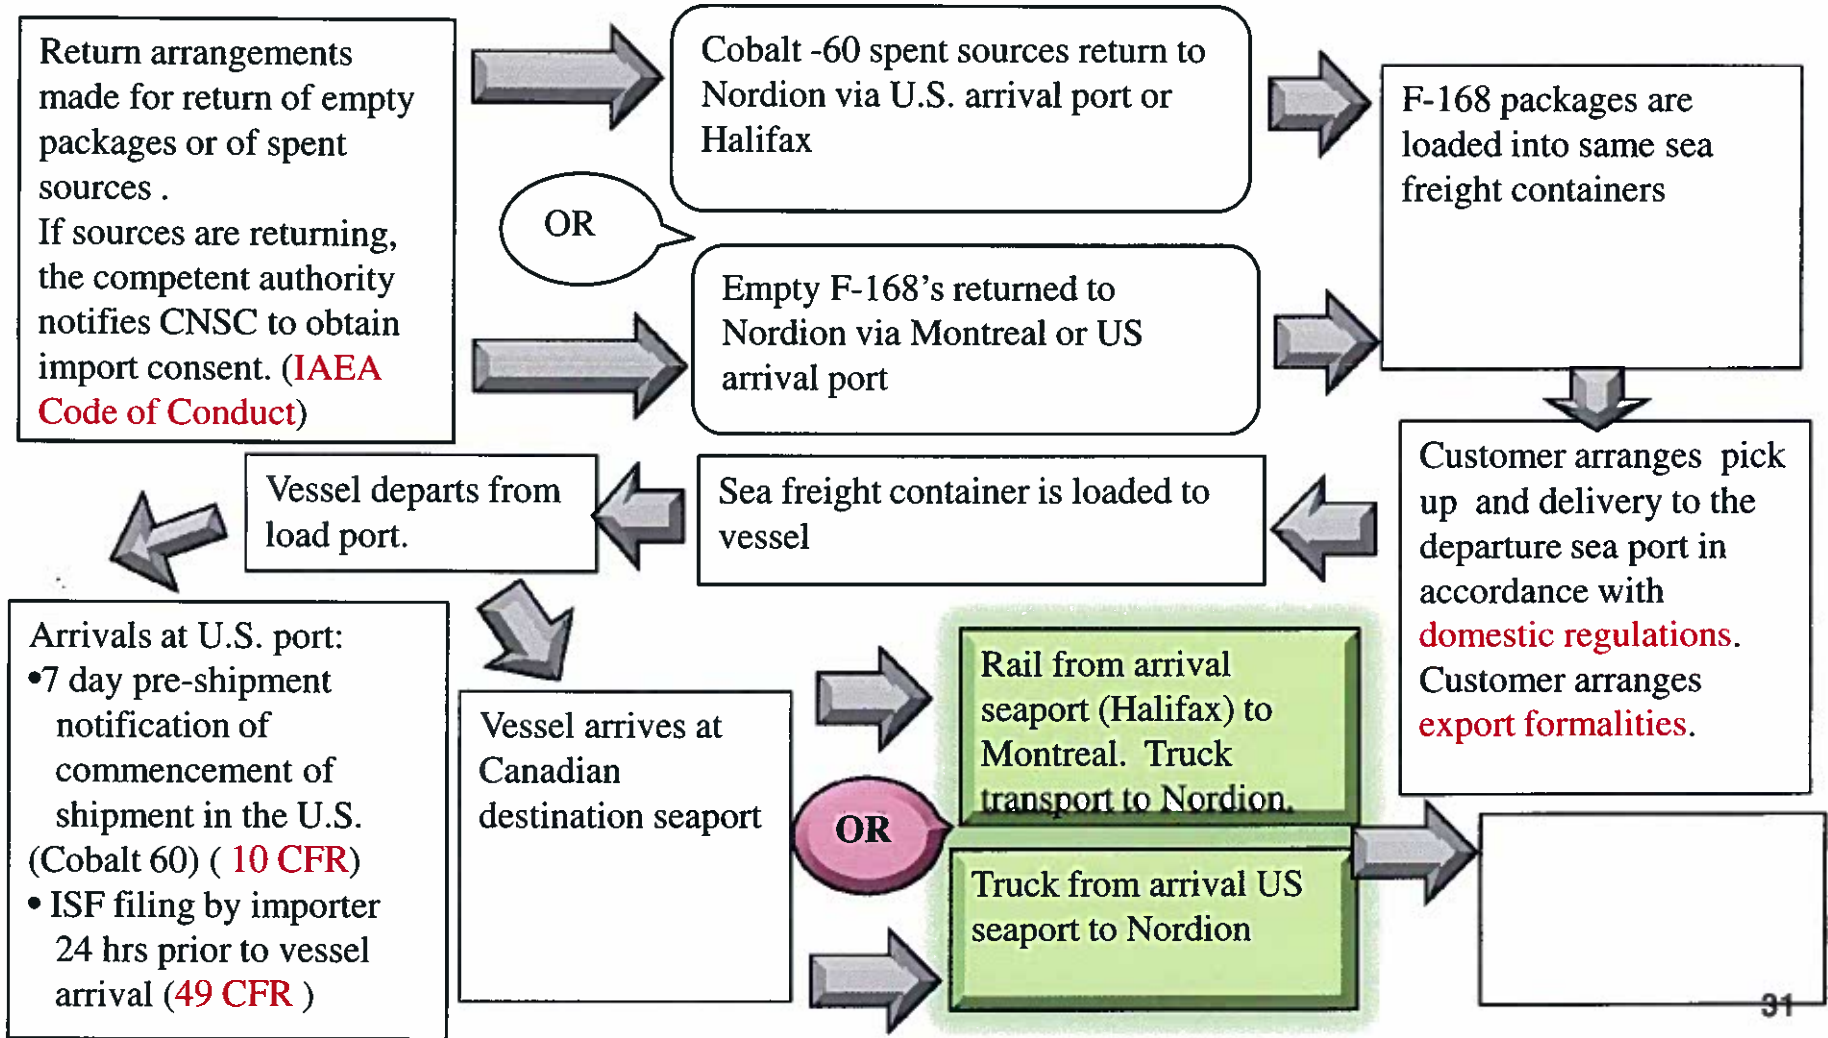 Return arrangements
made for return of empty
packages or of spent
sources .
If sources are returning,
the competent authority
notifies CNSC to obtain
import consent. (IAEA
Code of Conduct)
Cobalt -60 spent sources return to
Nordion via U.S. arrival port or
Halifax
OR
Empty F-168’s returned to
Nordion via Montreal or US
arrival port
F-168 packages are
loaded into same sea
freight containers
Customer arranges pick
up and delivery to the
departure sea port in
accordance with
domestic regulations.
Customer arranges
export formalities.
Sea freight container is loaded to
vessel
Vessel departs from
load port.
Arrivals at U.S. port:
•7 day pre-shipment
notification of
commencement of
shipment in the U.S.
(Cobalt 60) ( 10 CFR)
• ISF filing by importer
24 hrs prior to vessel
arrival (49 CFR )
Vessel arrives at
Canadian
destination seaport
OR
Rail from arrival
seaport (Halifax) to
Montreal. Truck
transport to Nordion.
Truck from arrival US
seaport to Nordion
31